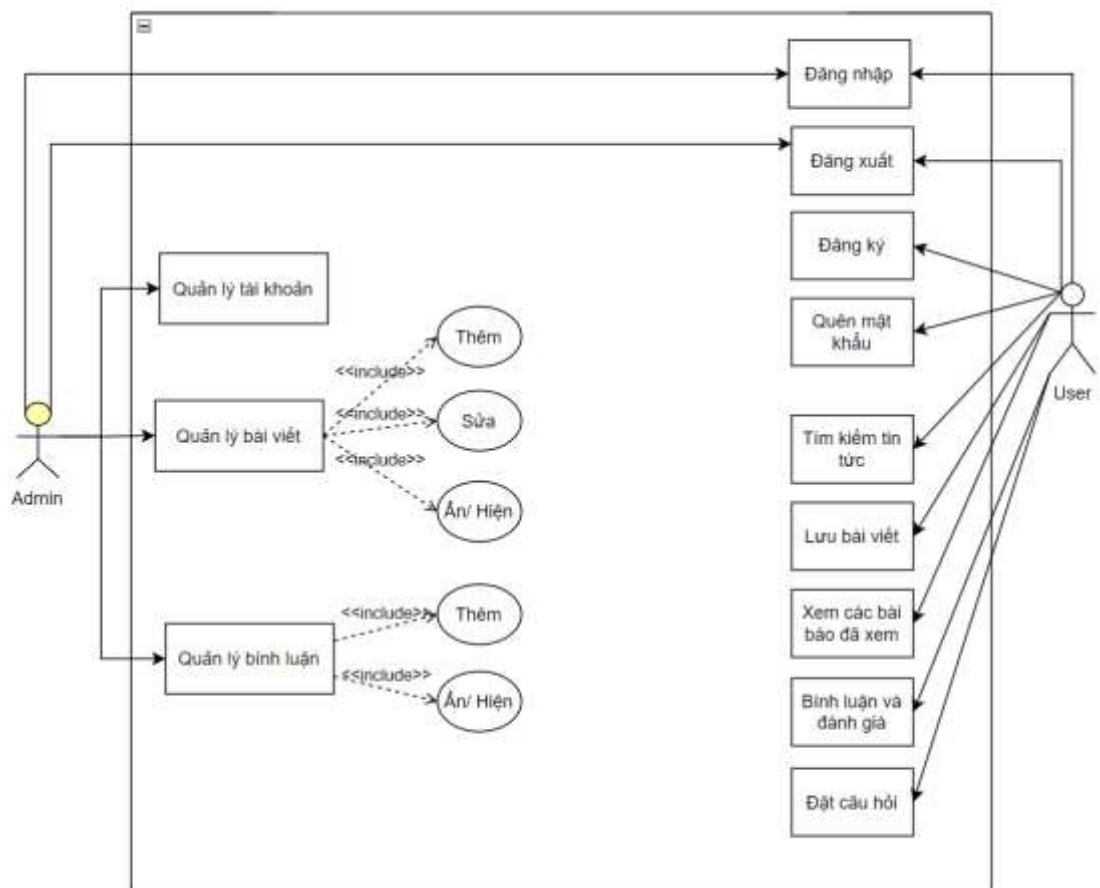 Đăng nhập
Đăng xuất
Đăng ký
Quản lý tài khoản
Quên mật
khẩu
Thêm
<<include>>
User
<<include>>
Sửa
Quản lý bài viết
Tìm kiếm tin
tức
<<include>>
Admin
Ẩn/ Hiện
Lưu bài viết
Thêm
<<include>>
Xem các bài
báo đã xem
Quản lý bình luận
<<include>>
Ẩn/ Hiện
Bình luận và
đánh giá
Đặt câu hỏi